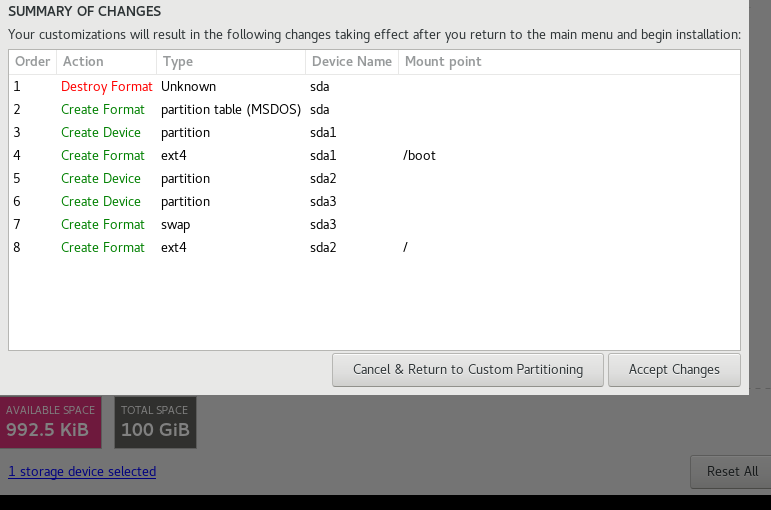 SUMMARY OF CHANGES
Your customizations will result in the following changes taking effect after you return to the main menu and begin installation:
Order Action Type Device Name Mount point
1 Destroy Format Unknown sda
2 Create Format partition table (MSDOS) sda
3 Create Device partition sda1
4 Create Format ext4 sda1 /boot
5 Create Device partition sda2
6 Create Device partition sda3
7 Create Format swap sda3
8 Create Format ext4 sda2 /
Cancel & Return to Custom Partitioning Accept Changes
AVAILABLE SPACE TOTAL SPACE
992.5 KiB 100 GiB
1 storage device selected Reset All